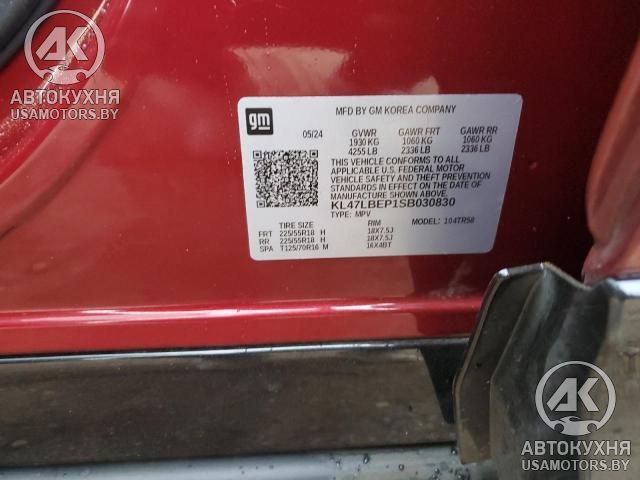 AK
АВТОКУХНЯ
USAMOTORS.BY
gm
MFD BY GM KOREA COMPANY
05/24 GVWR GAWR FRT GAWR RR
1930 KG 1060 KG 1060 KG
4255 LB 2336 LB 2336 LB
THIS VEHICLE CONFORMS TO ALL
APPLICABLE U.S. FEDERAL MOTOR
VEHICLE SAFETY AND THEFT PREVENTION
STANDARDS IN EFFECT ON THE DATE OF
MANUFACTURE SHOWN ABOVE.
KL47LBEP1SB030830
TYPE: MPV MODEL: 104TR58
TIRE SIZE RIM
FRT 225/55R18 H 18X7.5J
RR 225/55R18 H 18X7.5J
SPA T125/70R16 M 16X4BT
AK
АВТОКУХНЯ
USAMOTORS.BY